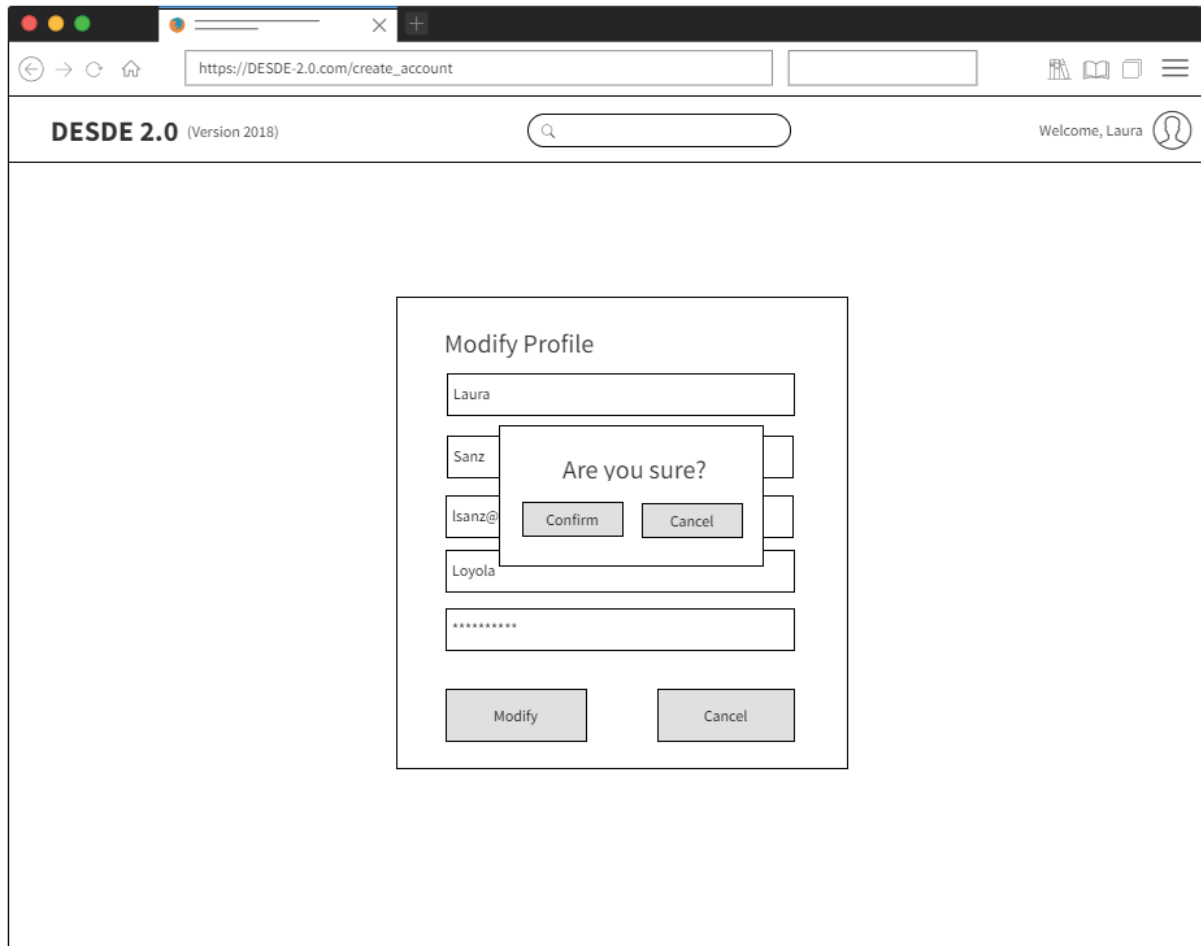 https://DESDE-2.0.com/create_account
DESDE 2.0 (Version 2018)
Welcome, Laura
Modify Profile
Laura
Sanz
Are you sure?
lsanz@
Confirm Cancel
Loyola
**********
Modify Cancel